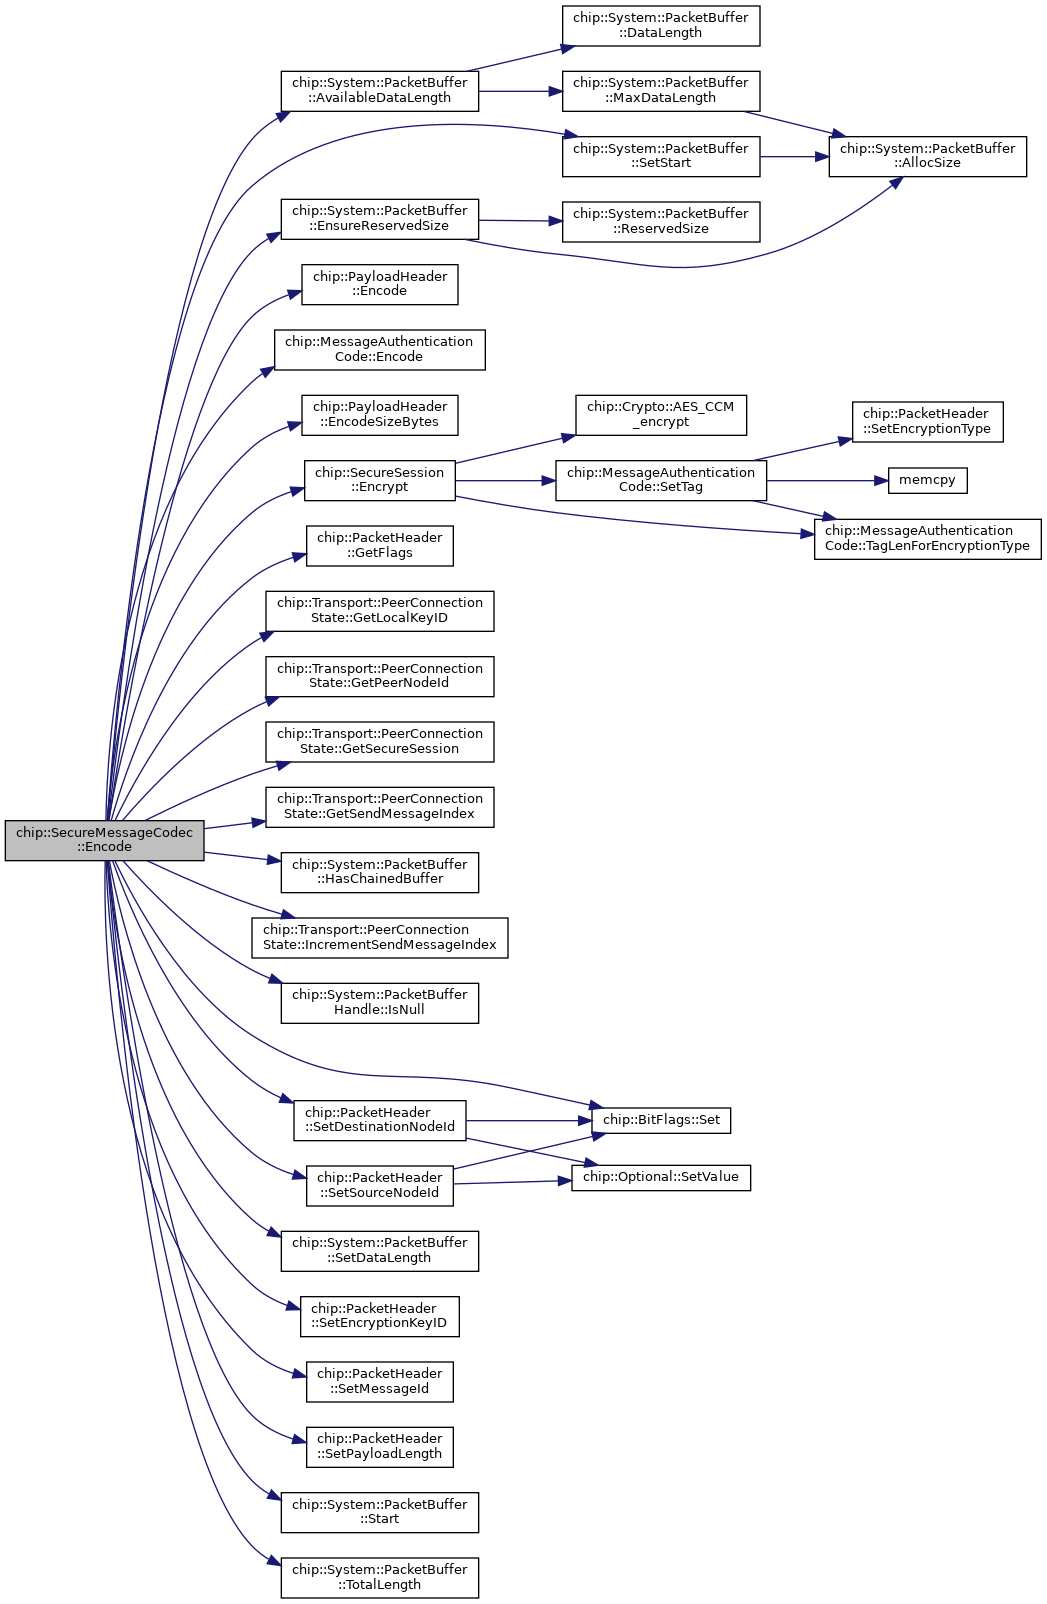 chip::System::PacketBuffer
::DataLength
chip::System::PacketBuffer
::AvailableDataLength
chip::System::PacketBuffer
::MaxDataLength
chip::System::PacketBuffer
::SetStart
chip::System::PacketBuffer
::AllocSize
chip::System::PacketBuffer
::EnsureReservedSize
chip::System::PacketBuffer
::ReservedSize
chip::PayloadHeader
::Encode
chip::MessageAuthentication
Code::Encode
chip::PayloadHeader
::EncodeSizeBytes
chip::Crypto::AES_CCM
_encrypt
chip::PacketHeader
::SetEncryptionType
chip::SecureSession
::Encrypt
chip::MessageAuthentication
Code::SetTag
memcpy
chip::MessageAuthentication
Code::TagLenForEncryptionType
chip::PacketHeader
::GetFlags
chip::Transport::PeerConnection
State::GetLocalKeyID
chip::Transport::PeerConnection
State::GetPeerNodeId
chip::Transport::PeerConnection
State::GetSecureSession
chip::Transport::PeerConnection
State::GetSendMessageIndex
chip::SecureMessageCodec
::Encode
chip::System::PacketBuffer
::HasChainedBuffer
chip::Transport::PeerConnection
State::IncrementSendMessageIndex
chip::System::PacketBuffer
Handle::IsNull
chip::PacketHeader
::SetDestinationNodeId
chip::BitFlags::Set
chip::PacketHeader
::SetSourceNodeId
chip::Optional::SetValue
chip::System::PacketBuffer
::SetDataLength
chip::PacketHeader
::SetEncryptionKeyID
chip::PacketHeader
::SetMessageId
chip::PacketHeader
::SetPayloadLength
chip::System::PacketBuffer
::Start
chip::System::PacketBuffer
::TotalLength